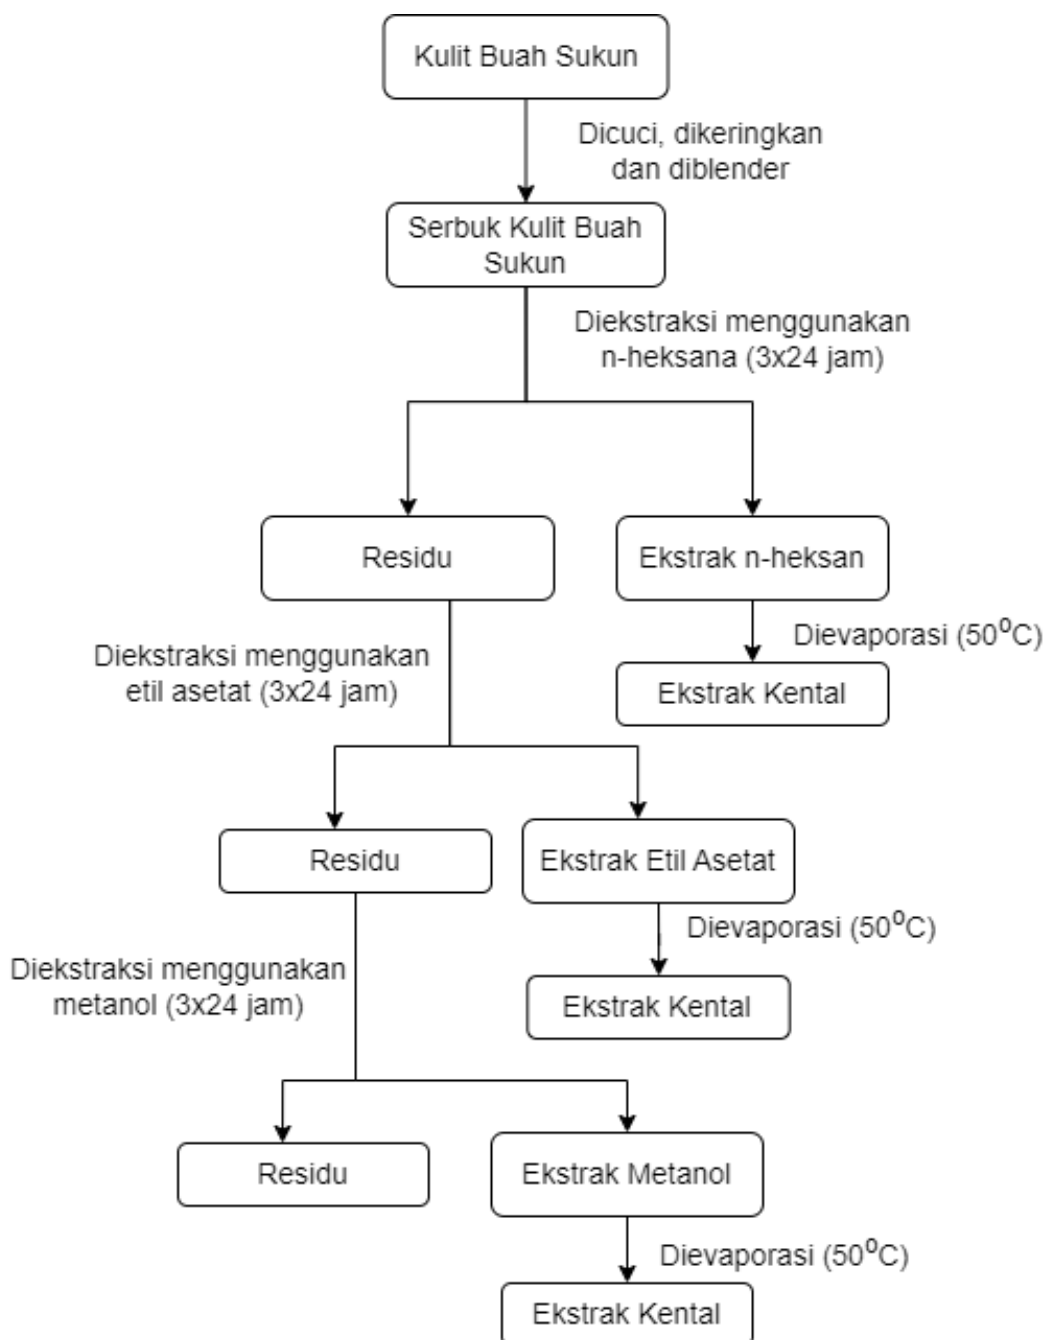 Kulit Buah Sukun
Dicuci, dikeringkan
dan diblender
Serbuk Kulit Buah
Sukun
Diekstraksi menggunakan
n-heksana (3x24 jam)
Residu
Ekstrak n-heksan
Dievaporasi (50⁰C)
Diekstraksi menggunakan
etil asetat (3x24 jam)
Ekstrak Kental
Residu
Ekstrak Etil Asetat
Dievaporasi (50⁰C)
Diekstraksi menggunakan
metanol (3x24 jam)
Ekstrak Kental
Residu
Ekstrak Metanol
Dievaporasi (50⁰C)
Ekstrak Kental